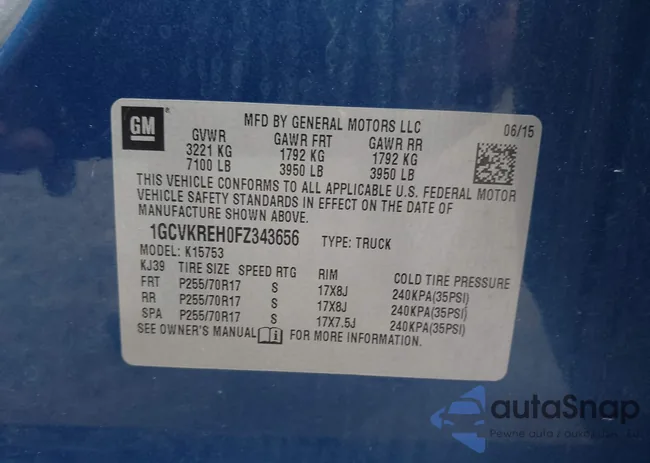 GM
MFD BY GENERAL MOTORS LLC
06/15
GVWR GAWR FRT GAWR RR
3221 KG 1792 KG 1792 KG
7100 LB 3950 LB 3950 LB
THIS VEHICLE CONFORMS TO ALL APPLICABLE U.S. FEDERAL MOTOR
VEHICLE SAFETY STANDARDS IN EFFECT ON THE DATE OF
MANUFACTURE SHOWN ABOVE.
1GCVKREH0FZ343656 TYPE: TRUCK
MODEL: K15753
KJ39 TIRE SIZE SPEED RTG RIM COLD TIRE PRESSURE
FRT P255/70R17 S 17X8J 240KPA(35PSI)
RR P255/70R17 S 17X8J 240KPA(35PSI)
SPA P255/70R17 S 17X7.5J 240KPA(35PSI)
SEE OWNER'S MANUAL FOR MORE INFORMATION.
autaSnap
Pewne auta / aukcje z USA